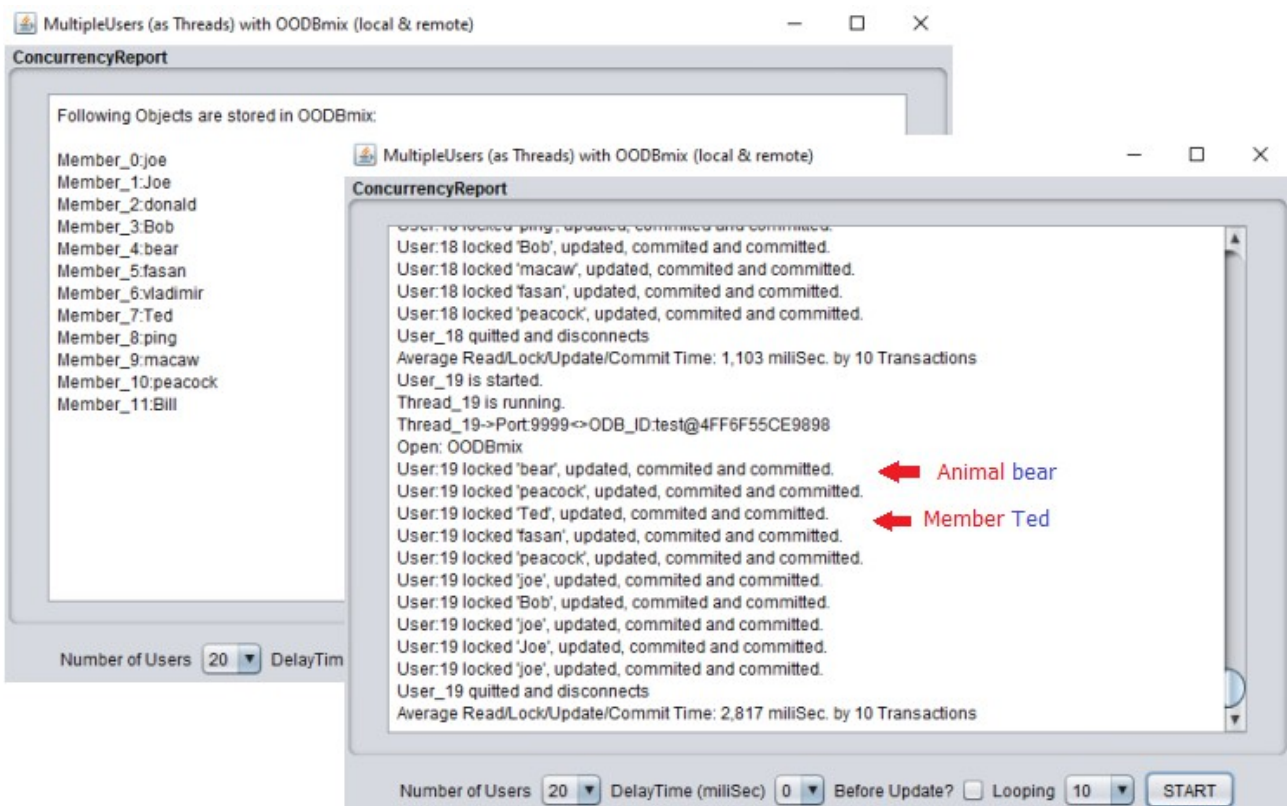 MultipleUsers (as Threads) with OODBmix (local & remote)
ConcurrencyReport
Following Objects are stored in OODBmix:
Member_0:joe
Member_1:Joe
Member_2:donald
Member_3:Bob
Member_4:bear
Member_5:fasan
Member_6:vladimir
Member_7:Ted
Member_8:ping
Member_9:macaw
Member_10:peacock
Member_11:Bill
Number of Users 20 DelayTim
MultipleUsers (as Threads) with OODBmix (local & remote)
ConcurrencyReport
User:18 locked 'ping', updated, commited and committed.
User:18 locked 'Bob', updated, commited and committed.
User:18 locked 'macaw', updated, commited and committed.
User:18 locked 'fasan', updated, commited and committed.
User:18 locked 'peacock', updated, commited and committed.
User_18 quitted and disconnects
Average Read/Lock/Update/Commit Time: 1,103 miliSec. by 10 Transactions
User_19 is started.
Thread_19 is running.
Thread_19->Port:9999<>ODB_ID:test@4FF6F55CE9898
Open: OODBmix
User:19 locked 'bear', updated, commited and committed. Animal bear
User:19 locked 'peacock', updated, commited and committed.
User:19 locked 'Ted', updated, commited and committed. Member Ted
User:19 locked 'fasan', updated, commited and committed.
User:19 locked 'peacock', updated, commited and committed.
User:19 locked 'joe', updated, commited and committed.
User:19 locked 'Bob', updated, commited and committed.
User:19 locked 'joe', updated, commited and committed.
User:19 locked 'Joe', updated, commited and committed.
User:19 locked 'joe', updated, commited and committed.
User_19 quitted and disconnects
Average Read/Lock/Update/Commit Time: 2,817 miliSec. by 10 Transactions
Number of Users 20 DelayTime (miliSec) 0 Before Update? Looping 10 START